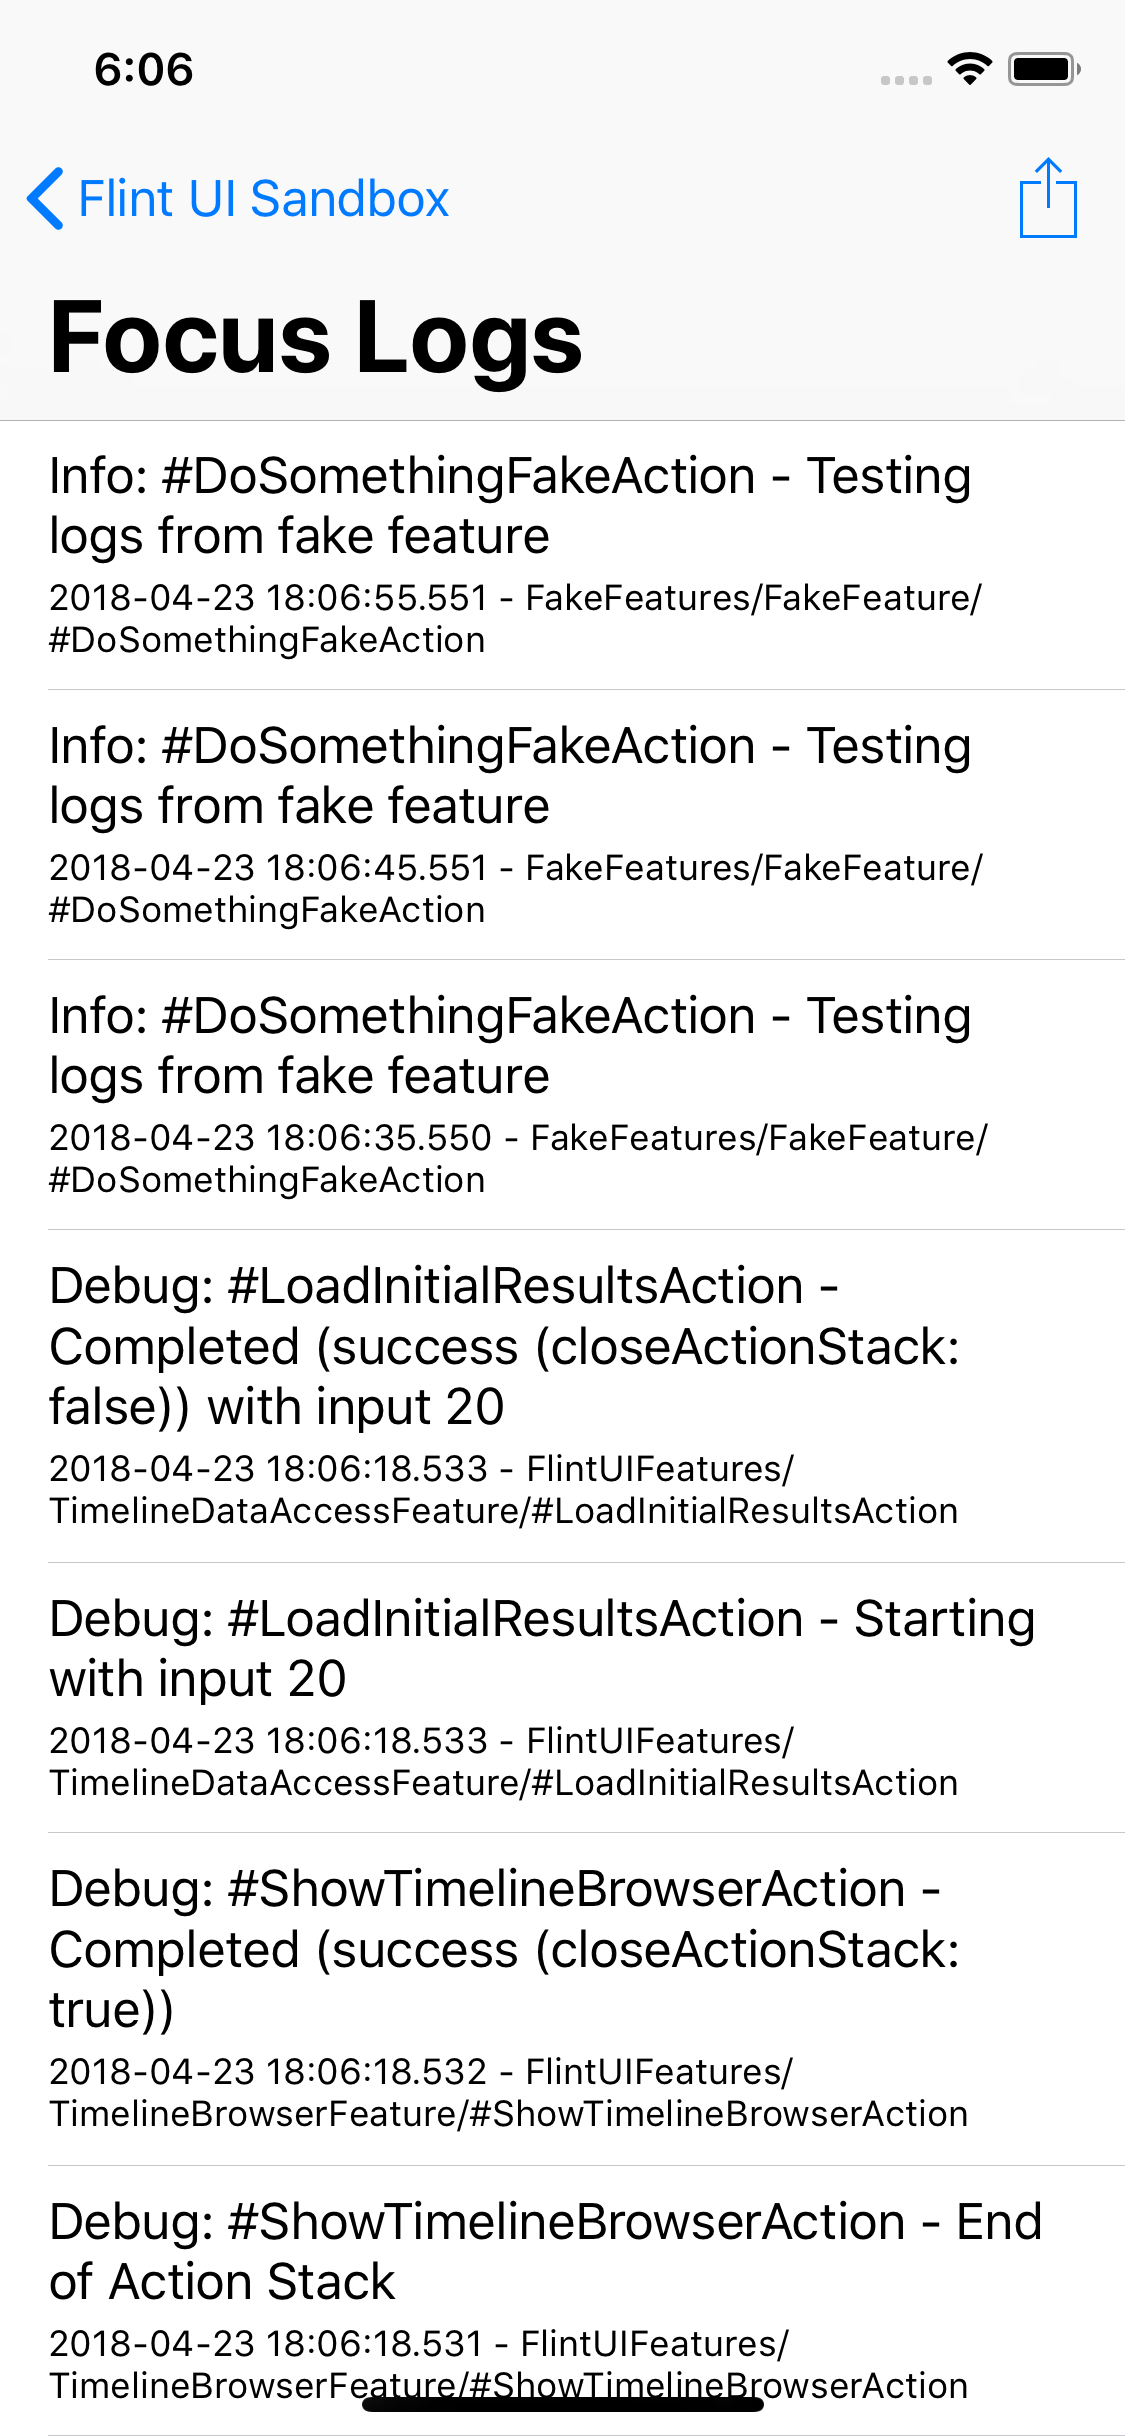 6:06
Flint UI Sandbox
Focus Logs
Info: #DoSomethingFakeAction - Testing
logs from fake feature
2018-04-23 18:06:55.551 - FakeFeatures/FakeFeature/
#DoSomethingFakeAction
Info: #DoSomethingFakeAction - Testing
logs from fake feature
2018-04-23 18:06:45.551 - FakeFeatures/FakeFeature/
#DoSomethingFakeAction
Info: #DoSomethingFakeAction - Testing
logs from fake feature
2018-04-23 18:06:35.550 - FakeFeatures/FakeFeature/
#DoSomethingFakeAction
Debug: #LoadInitialResultsAction -
Completed (success (closeActionStack:
false)) with input 20
2018-04-23 18:06:18.533 - FlintUIFeatures/
TimelineDataAccessFeature/#LoadInitialResultsAction
Debug: #LoadInitialResultsAction - Starting
with input 20
2018-04-23 18:06:18.533 - FlintUIFeatures/
TimelineDataAccessFeature/#LoadInitialResultsAction
Debug: #ShowTimelineBrowserAction -
Completed (success (closeActionStack:
true))
2018-04-23 18:06:18.532 - FlintUIFeatures/
TimelineBrowserFeature/#ShowTimelineBrowserAction
Debug: #ShowTimelineBrowserAction - End
of Action Stack
2018-04-23 18:06:18.531 - FlintUIFeatures/
TimelineBrowserFeature/#ShowTimelineBrowserAction